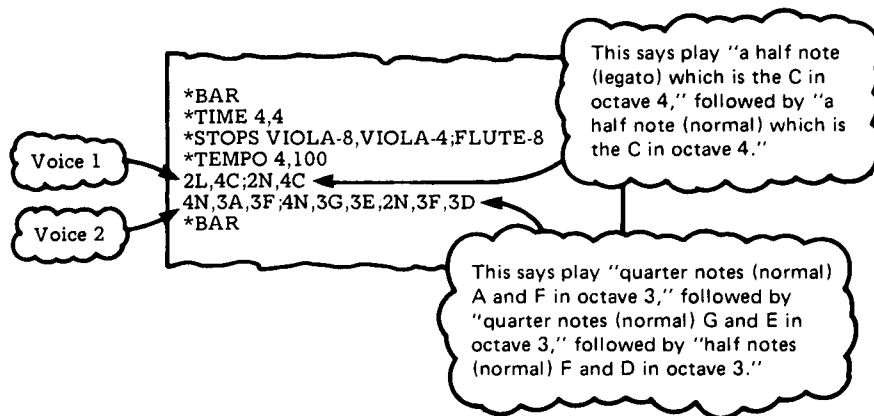 *BAR
*TIME 4,4
*STOPS VIOLA-8,VIOLA-4;FLUTE-8
*TEMPO 4,100
2L,4C;2N,4C
4N,3A,3F;4N,3G,3E,2N,3F,3D
*BAR
Voice 1
Voice 2
This says play ''a half note
(legato) which is the C in
octave 4,'' followed by ''a
half note (normal) which is
the C in octave 4.''
This says play ''quarter notes (normal)
A and F in octave 3,'' followed by
''quarter notes (normal) G and E in
octave 3,'' followed by ''half notes
(normal) F and D in octave 3.''